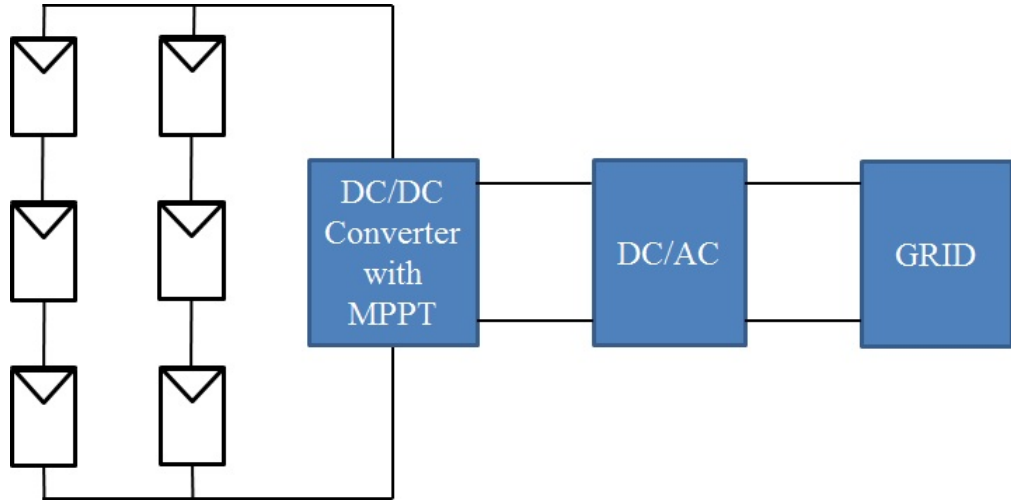 DC/DC
Converter
with
MPPT
DC/AC
GRID